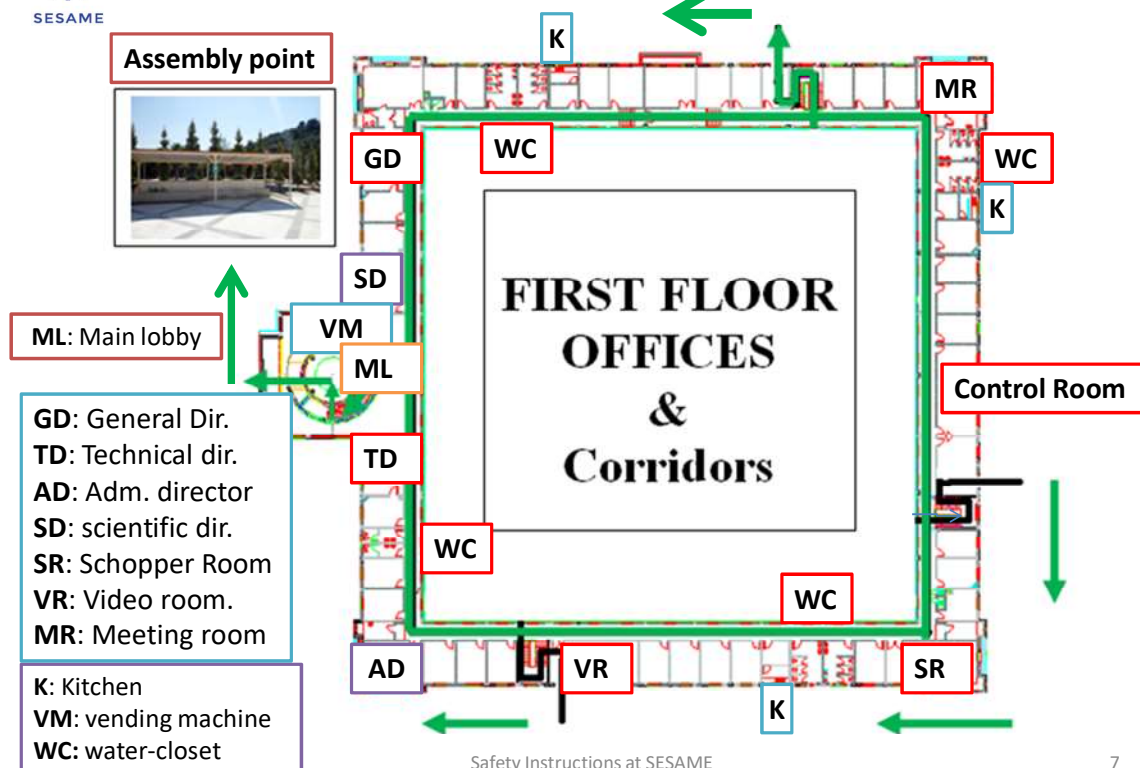 SESAME
Assembly point
K
MR
GD
WC
WC
K
SD
VM
ML: Main lobby
ML
FIRST FLOOR
OFFICES
&
Corridors
Control Room
GD: General Dir.
TD: Technical dir.
AD: Adm. director
SD: scientific dir.
SR: Schopper Room
VR: Video room.
MR: Meeting room
TD
WC
WC
AD
VR
SR
K
K: Kitchen
VM: vending machine
WC: water-closet
Safety Instructions at SESAME
7